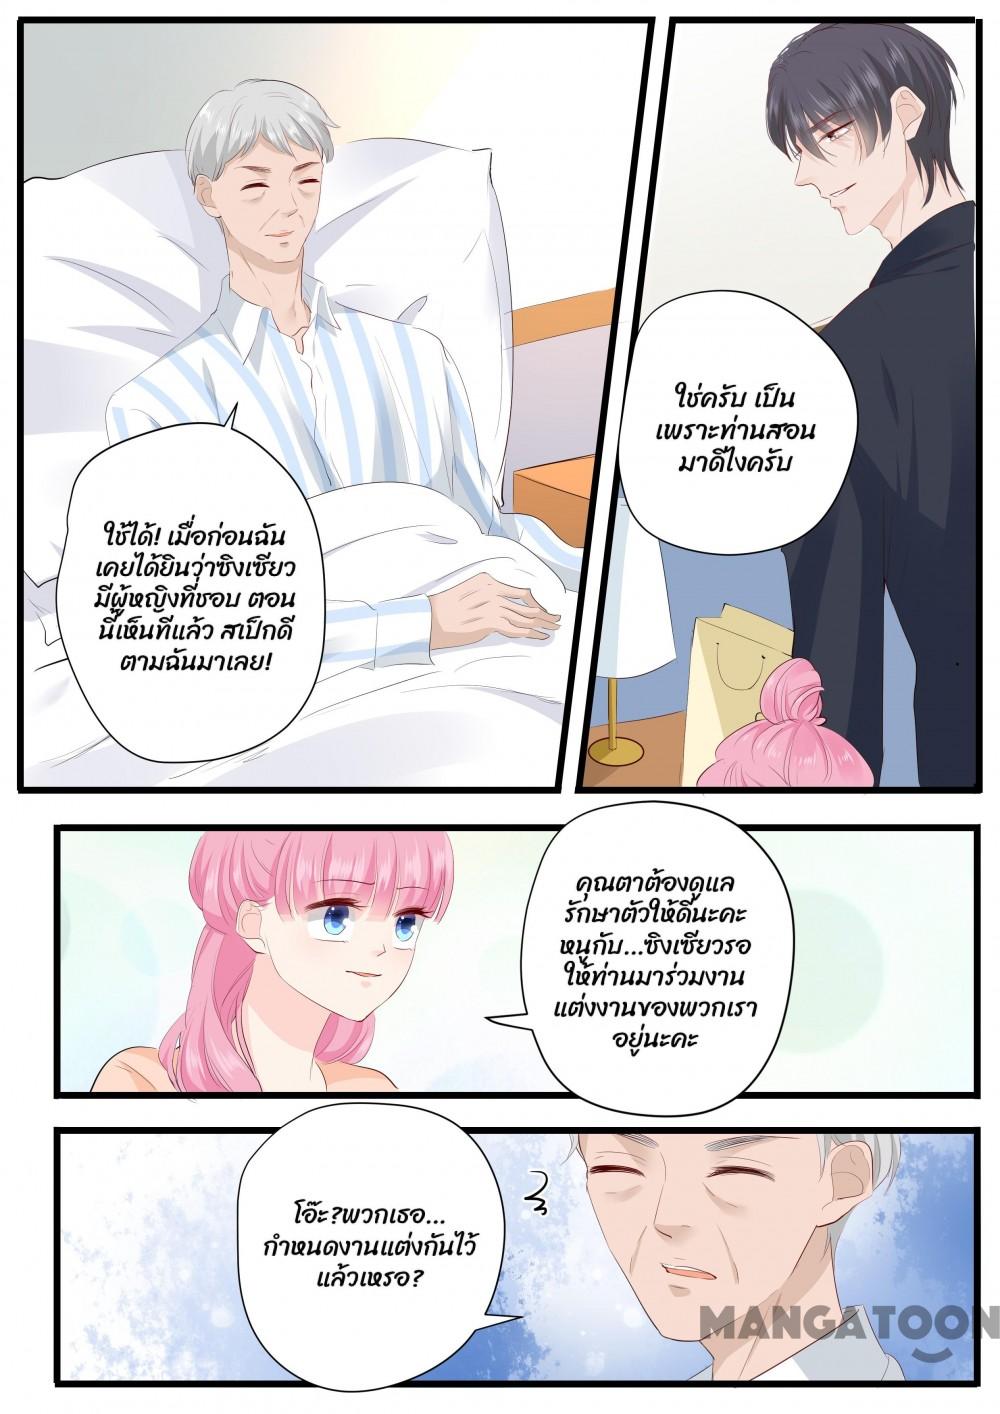 ใช้ได้! เมื่อก่อนฉัน
เคยได้ยินว่าซิงเซียว
มีผู้หญิงที่ชอบ ตอน
นี้เห็นทีแล้ว สเป็กดี
ตามฉันมาเลย!
ใช่ครับ เป็น
เพราะท่านสอน
มาดีไงครับ
คุณตาต้องดูแล
รักษาตัวให้ดีนะคะ
หนูกับ...ซิงเซียวรอ
ให้ท่านมาร่วมงาน
แต่งงานของพวกเรา
อยู่นะคะ
โอ๊ะ?พวกเธอ...
กำหนดงานแต่งกันไว้
แล้วเหรอ?
MANGATOON